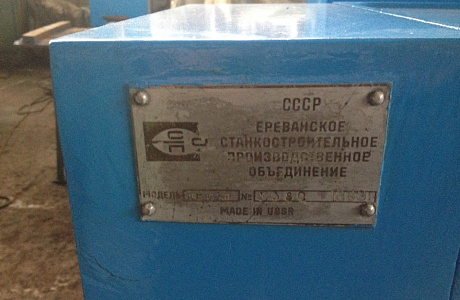 СССР
ЕРЕВАНСКОЕ
СТАНКОСТРОИТЕЛЬНОЕ
ПРОИЗВОДСТВЕННОЕ
ОБЪЕДИНЕНИЕ
МОДЕЛЬ №
MADE IN USSR